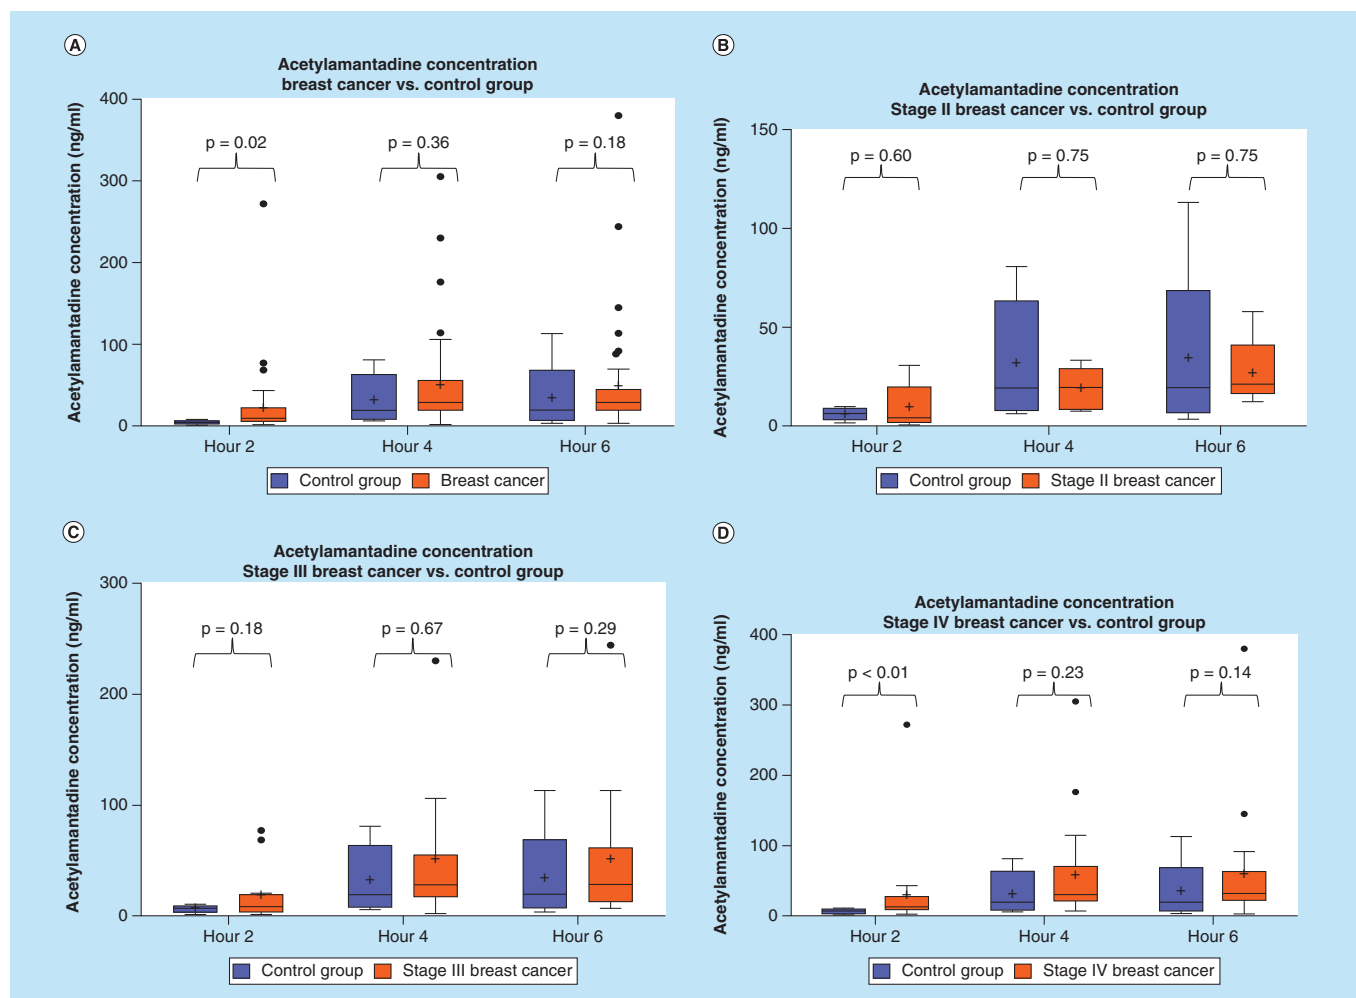 A
Acetylamantadine concentration
breast cancer vs. control group
Acetylamantadine concentration (ng/ml)
400
300
200
100
0
p = 0.02
p = 0.36
p = 0.18
Hour 2
Hour 4
Hour 6
Control group
Breast cancer
B
Acetylamantadine concentration
Stage II breast cancer vs. control group
Acetylamantadine concentration (ng/ml)
150
100
50
0
p = 0.60
p = 0.75
p = 0.75
Hour 2
Hour 4
Hour 6
Control group
Stage II breast cancer
C
Acetylamantadine concentration
Stage III breast cancer vs. control group
Acetylamantadine concentration (ng/ml)
300
200
100
0
p = 0.18
p = 0.67
p = 0.29
Hour 2
Hour 4
Hour 6
Control group
Stage III breast cancer
D
Acetylamantadine concentration
Stage IV breast cancer vs. control group
Acetylamantadine concentration (ng/ml)
400
300
200
100
0
p < 0.01
p = 0.23
p = 0.14
Hour 2
Hour 4
Hour 6
Control group
Stage IV breast cancer